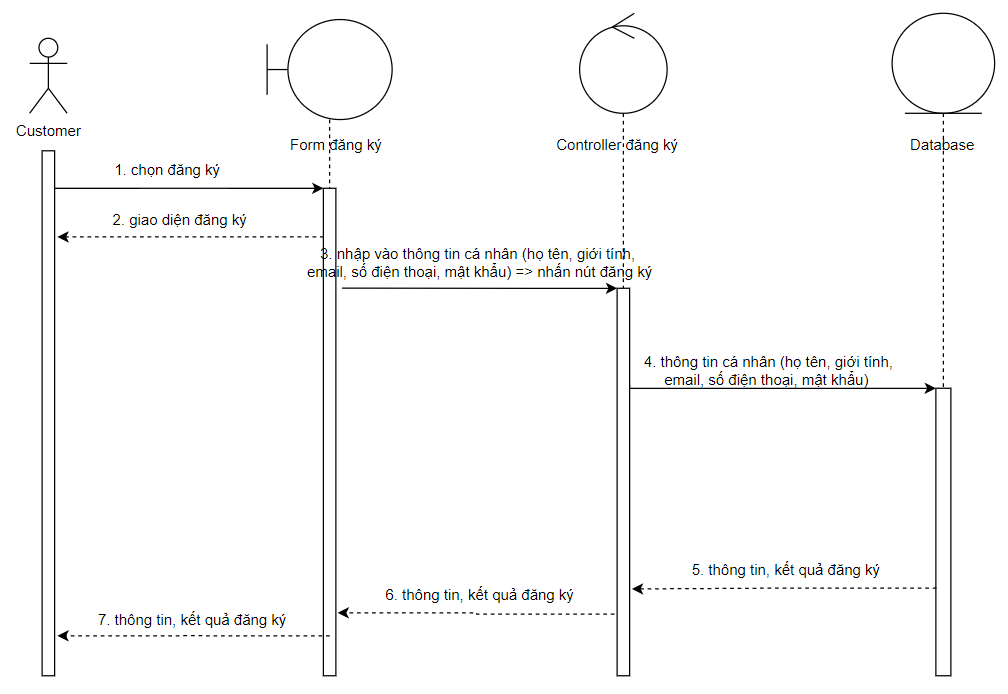 Customer
Form đăng ký
Controller đăng ký
Database
1. chọn đăng ký
2. giao diện đăng ký
3. nhập vào thông tin cá nhân (họ tên, giới tính,
email, số điện thoại, mật khẩu) => nhấn nút đăng ký
4. thông tin cá nhân (họ tên, giới tính,
email, số điện thoại, mật khẩu)
5. thông tin, kết quả đăng ký
6. thông tin, kết quả đăng ký
7. thông tin, kết quả đăng ký